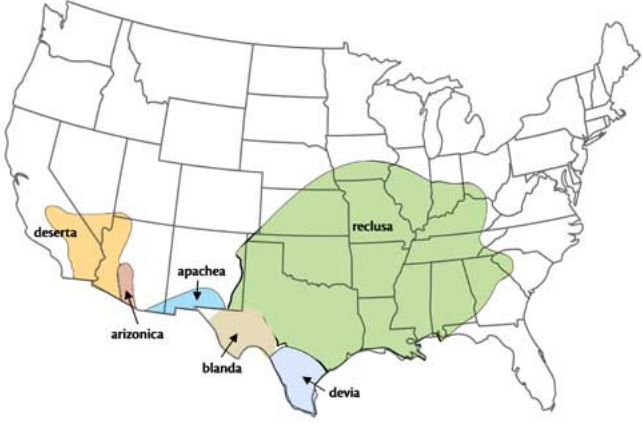 deserta
reclusa
apachea
arizonica
blanda
devia